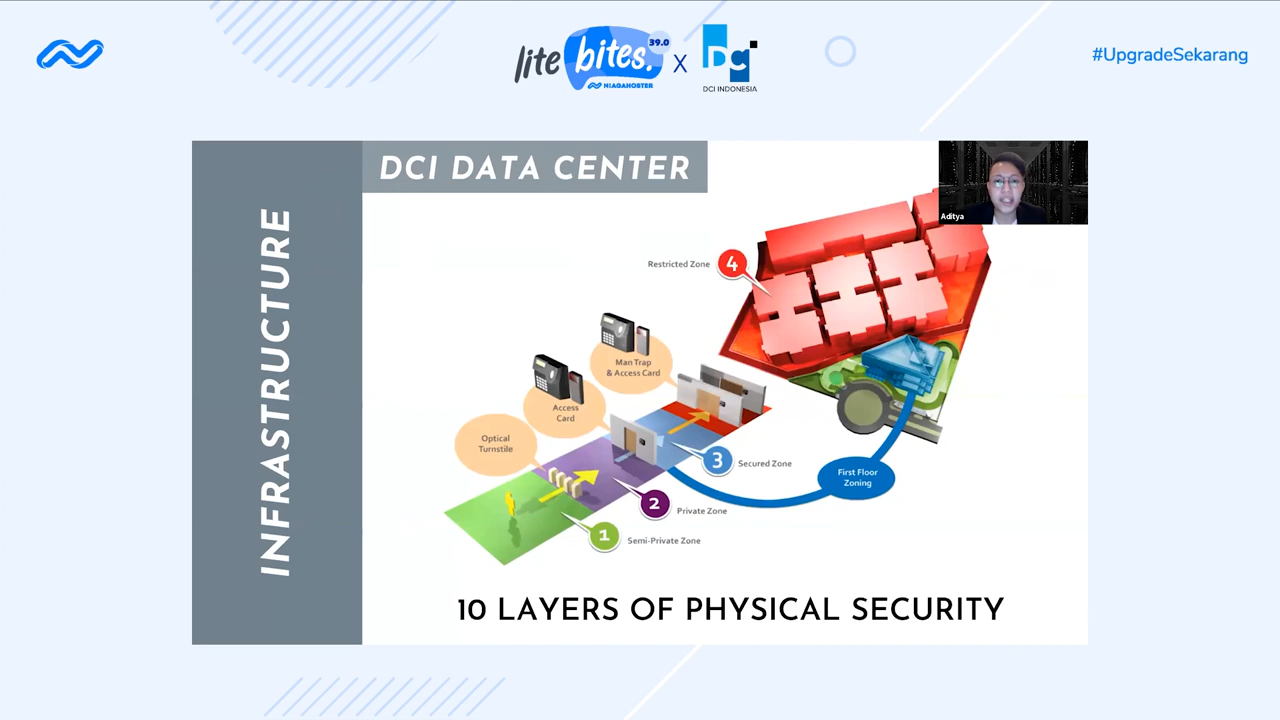 lite bites. 39.0
NIAGAHOSTER
X
DCI
DCI INDONESIA
#UpgradeSekarang
INFRASTRUCTURE
DCI DATA CENTER
Aditya
Restricted Zone
4
Man Trap
& Access Card
Access
Card
Optical
Turnstile
3
Secured Zone
First Floor
Zoning
2
Private Zone
1
Semi-Private Zone
10 LAYERS OF PHYSICAL SECURITY